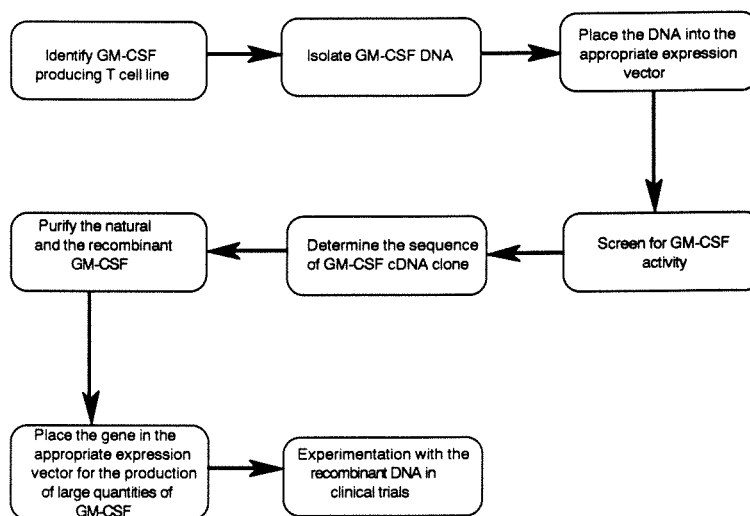 Identify GM-CSF
producing T cell line
Isolate GM-CSF DNA
Place the DNA into the
appropriate expression
vector
Screen for GM-CSF
activity
Determine the sequence
of GM-CSF cDNA clone
Purify the natural
and the recombinant
GM-CSF
Place the gene in the
appropriate expression
vector for the production
of large quantities of
GM-CSF
Experimentation with the
recombinant DNA in
clinical trials